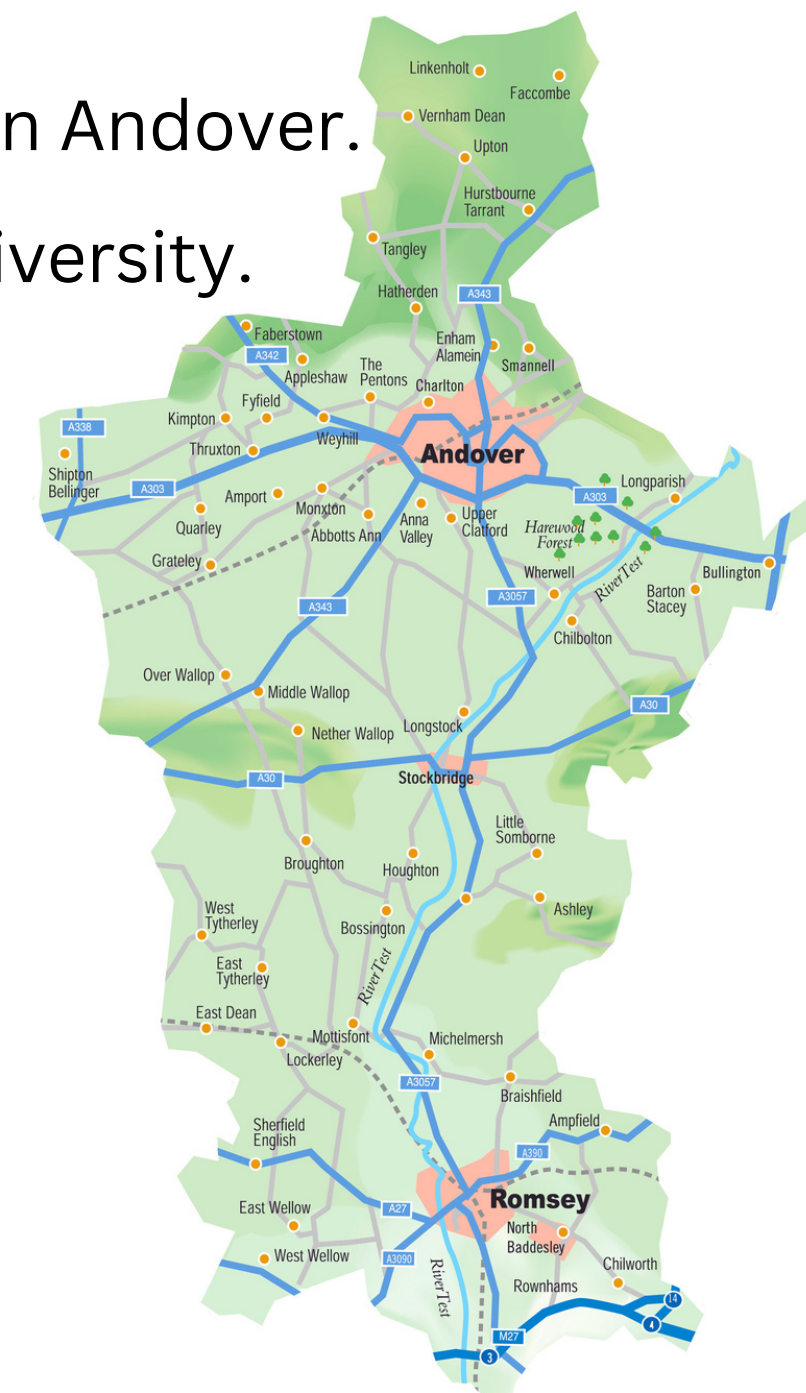 n Andover.
iversity.
Linkenholt
Faccombe
Vernham Dean
Upton
Hurstbourne
Tarrant
Tangley
Hatherden
A343
Faberstown
A342
Enham
Alamein
Smannell
Appleshaw
The
Pentons
Charlton
Fyfield
Kimpton
A338
Weyhill
Thruxton
Andover
Shipton
Bellinger
A303
Amport
Monxton
Longparish
A303
Quarley
Abbotts Ann
Anna
Valley
Upper
Clatford
Harewood
Forest
Grateley
Wherwell
River Test
Bullington
Barton
Stacey
A343
A3057
Chilbolton
Over Wallop
Middle Wallop
Nether Wallop
Longstock
A30
A30
Stockbridge
Little
Somborne
Broughton
Houghton
West
Tytherley
Bossington
Ashley
East
Tytherley
River Test
East Dean
Mottisfont
Michelmersh
Lockerley
A3057
Braishfield
Sherfield
English
Ampfield
A390
Romsey
East Wellow
A27
North
Baddesley
West Wellow
A3090
River Test
Chilworth
Rownhams
14
4
M27
3